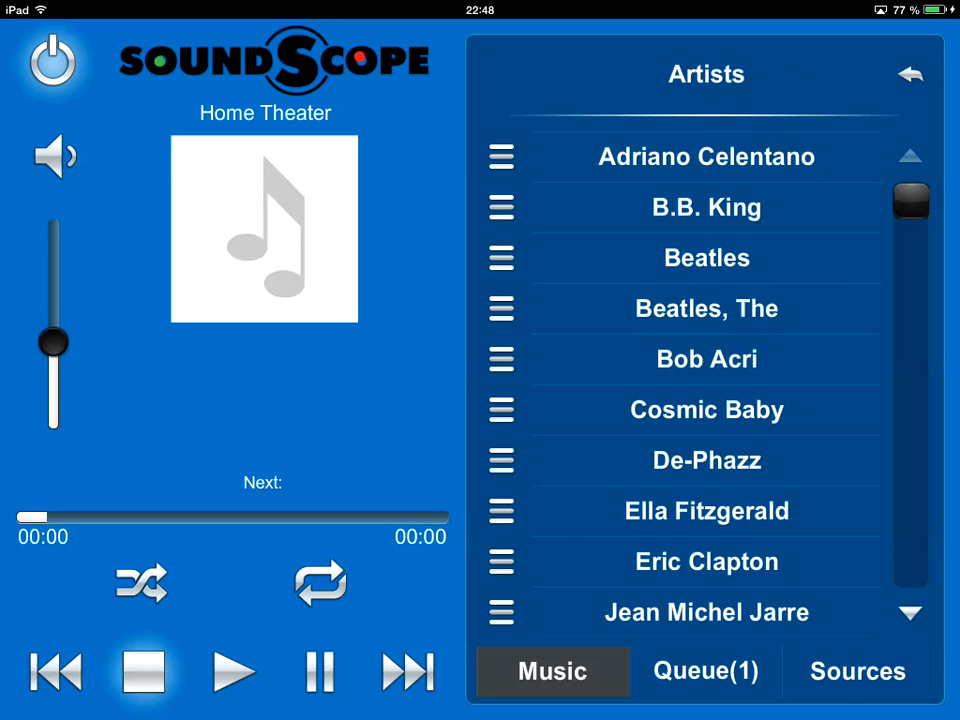 iPad
22:48
77 %
SOUNDSCOPE
Home Theater
Next:
00:00
00:00
Artists
Adriano Celentano
B.B. King
Beatles
Beatles, The
Bob Acri
Cosmic Baby
De-Phazz
Ella Fitzgerald
Eric Clapton
Jean Michel Jarre
Music
Queue(1)
Sources